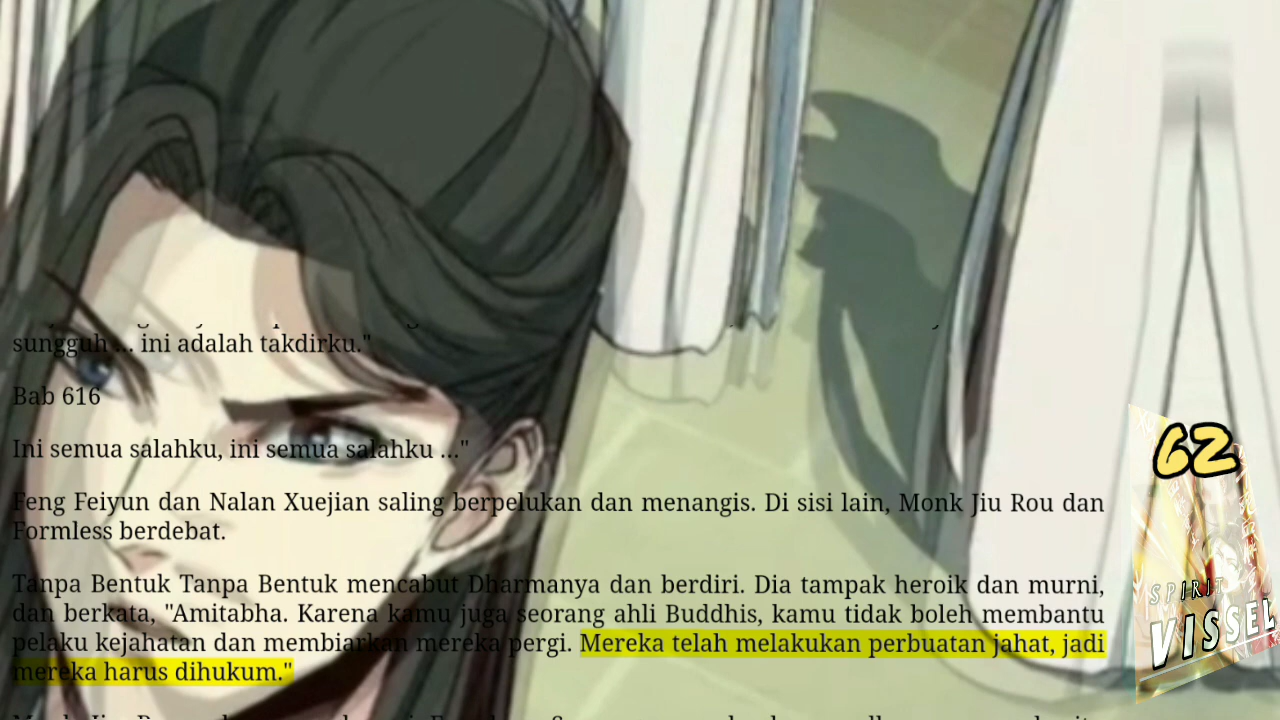 sungguh ... ini adalah takdirku."
Bab 616
Ini semua salahku, ini semua salahku ..."
Feng Feiyun dan Nalan Xuejian saling berpelukan dan menangis. Di sisi lain, Monk Jiu Rou dan
Formless berdebat.
Tanpa Bentuk Tanpa Bentuk mencabut Dharmanya dan berdiri. Dia tampak heroik dan murni,
dan berkata, "Amitabha. Karena kamu juga seorang ahli Buddhis, kamu tidak boleh membantu
pelaku kejahatan dan membiarkan mereka pergi. Mereka telah melakukan perbuatan jahat, jadi
mereka harus dihukum."
62
SPIRIT
VISSEL